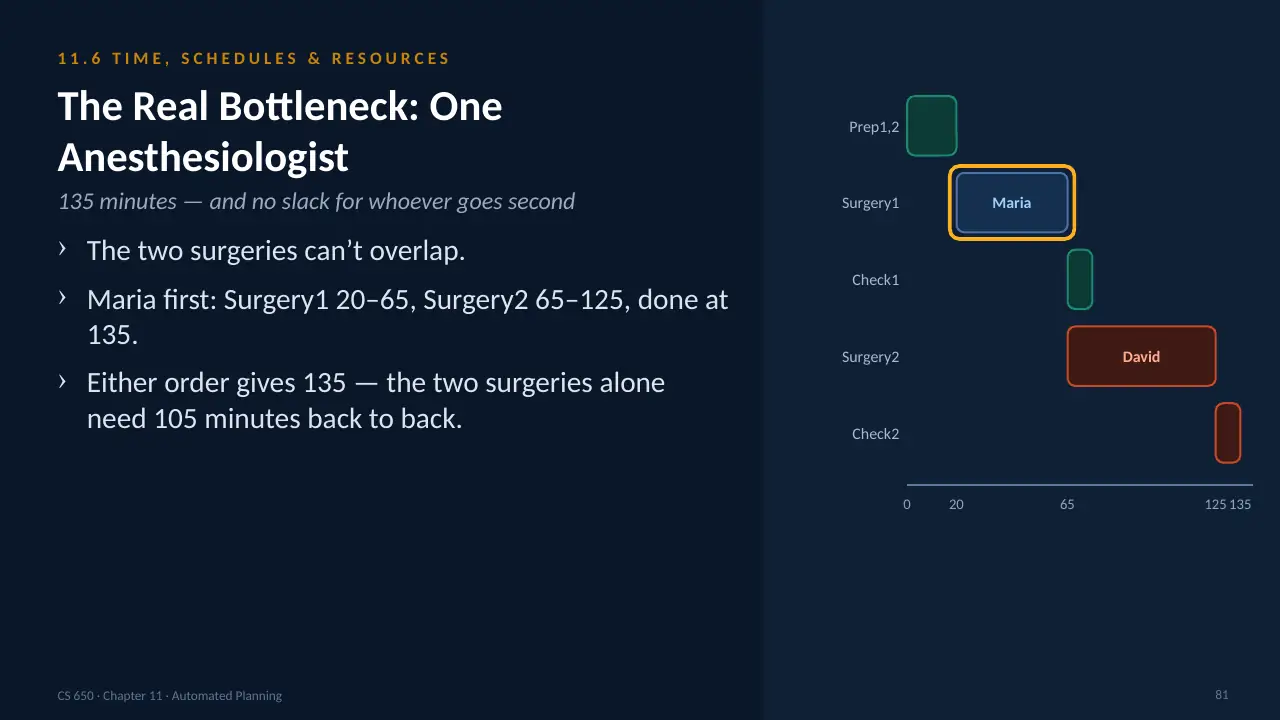 11.6 TIME, SCHEDULES & RESOURCES
The Real Bottleneck: One
Anesthesiologist
135 minutes — and no slack for whoever goes second
› The two surgeries can’t overlap.
› Maria first: Surgery1 20–65, Surgery2 65–125, done at
135.
› Either order gives 135 — the two surgeries alone
need 105 minutes back to back.
Prep1,2
Surgery1
Maria
Check1
Surgery2
David
Check2
0 20 65 125 135
CS 650 · Chapter 11 · Automated Planning
81